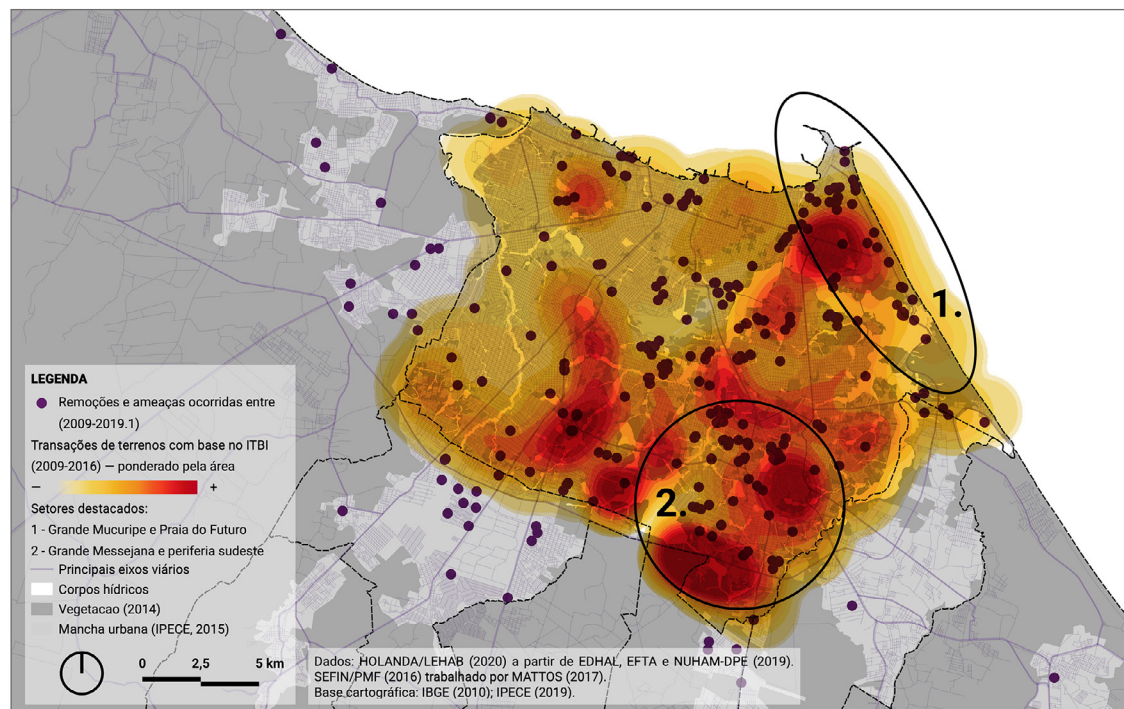 1.
2.
LEGENDA
Remoções e ameaças ocorridas entre
(2009-2019.1)
Transações de terrenos com base no ITBI
(2009-2016) — ponderado pela área
– +
Setores destacados:
1 - Grande Mucuripe e Praia do Futuro
2 - Grande Messejana e periferia sudeste
Principais eixos viários
Corpos hídricos
Vegetacao (2014)
Mancha urbana (IPECE, 2015)
0 2,5 5 km
Dados: HOLANDA/LEHAB (2020) a partir de EDHAL, EFTA e NUHAM-DPE (2019).
SEFIN/PMF (2016) trabalhado por MATTOS (2017).
Base cartográfica: IBGE (2010); IPECE (2019).